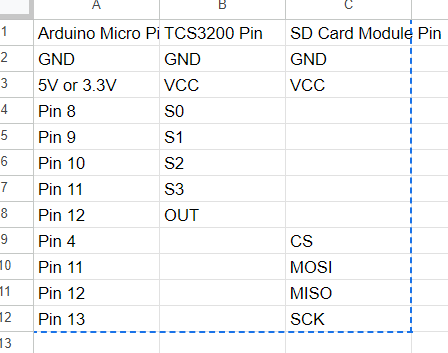 A B C
1 Arduino Micro Pi TCS3200 Pin SD Card Module Pin
2 GND GND GND
3 5V or 3.3V VCC VCC
4 Pin 8 S0
5 Pin 9 S1
6 Pin 10 S2
7 Pin 11 S3
8 Pin 12 OUT
9 Pin 4 CS
10 Pin 11 MOSI
11 Pin 12 MISO
12 Pin 13 SCK
13